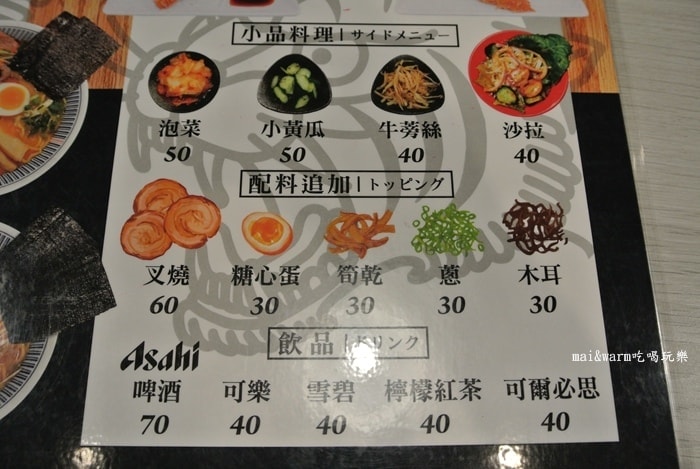 小品料理 | サイドメニュー
泡菜 小黃瓜 牛蒡絲 沙拉
50 50 40 40
配料追加 | トッピング
叉燒 糖心蛋 筍乾 蔥 木耳
60 30 30 30 30
飲品 | ドリンク
Asahi
啤酒 可樂 雪碧 檸檬紅茶 可爾必思
70 40 40 40 40
mai&warm吃喝玩樂